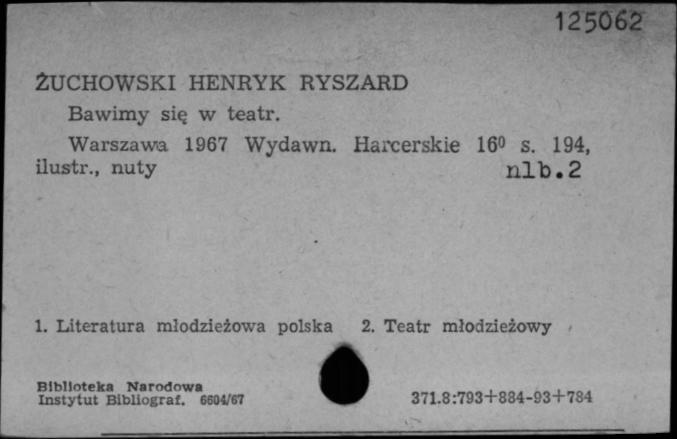 125062
ŻUCHOWSKI HENRYK RYSZARD
Bawimy się w teatr.
Warszawa 1967 Wydawn. Harcerskie 16⁰ s. 194,
ilustr., nuty nlb.2
1. Literatura młodzieżowa polska 2. Teatr młodzieżowy
Biblioteka Narodowa
Instytut Bibliograf. 6604/67 371.8:793+884-93+784